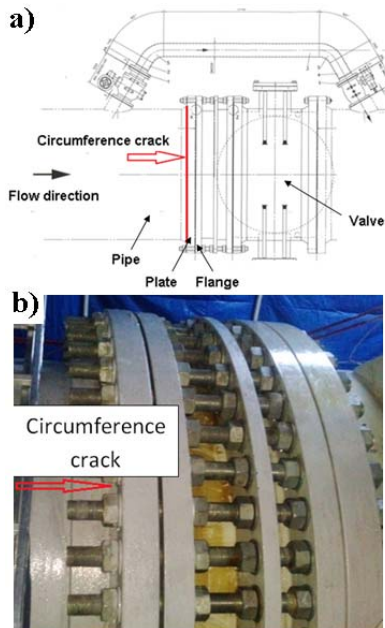 a)
Circumference crack
Flow direction
Valve
Pipe
Plate
Flange
b)
Circumference
crack